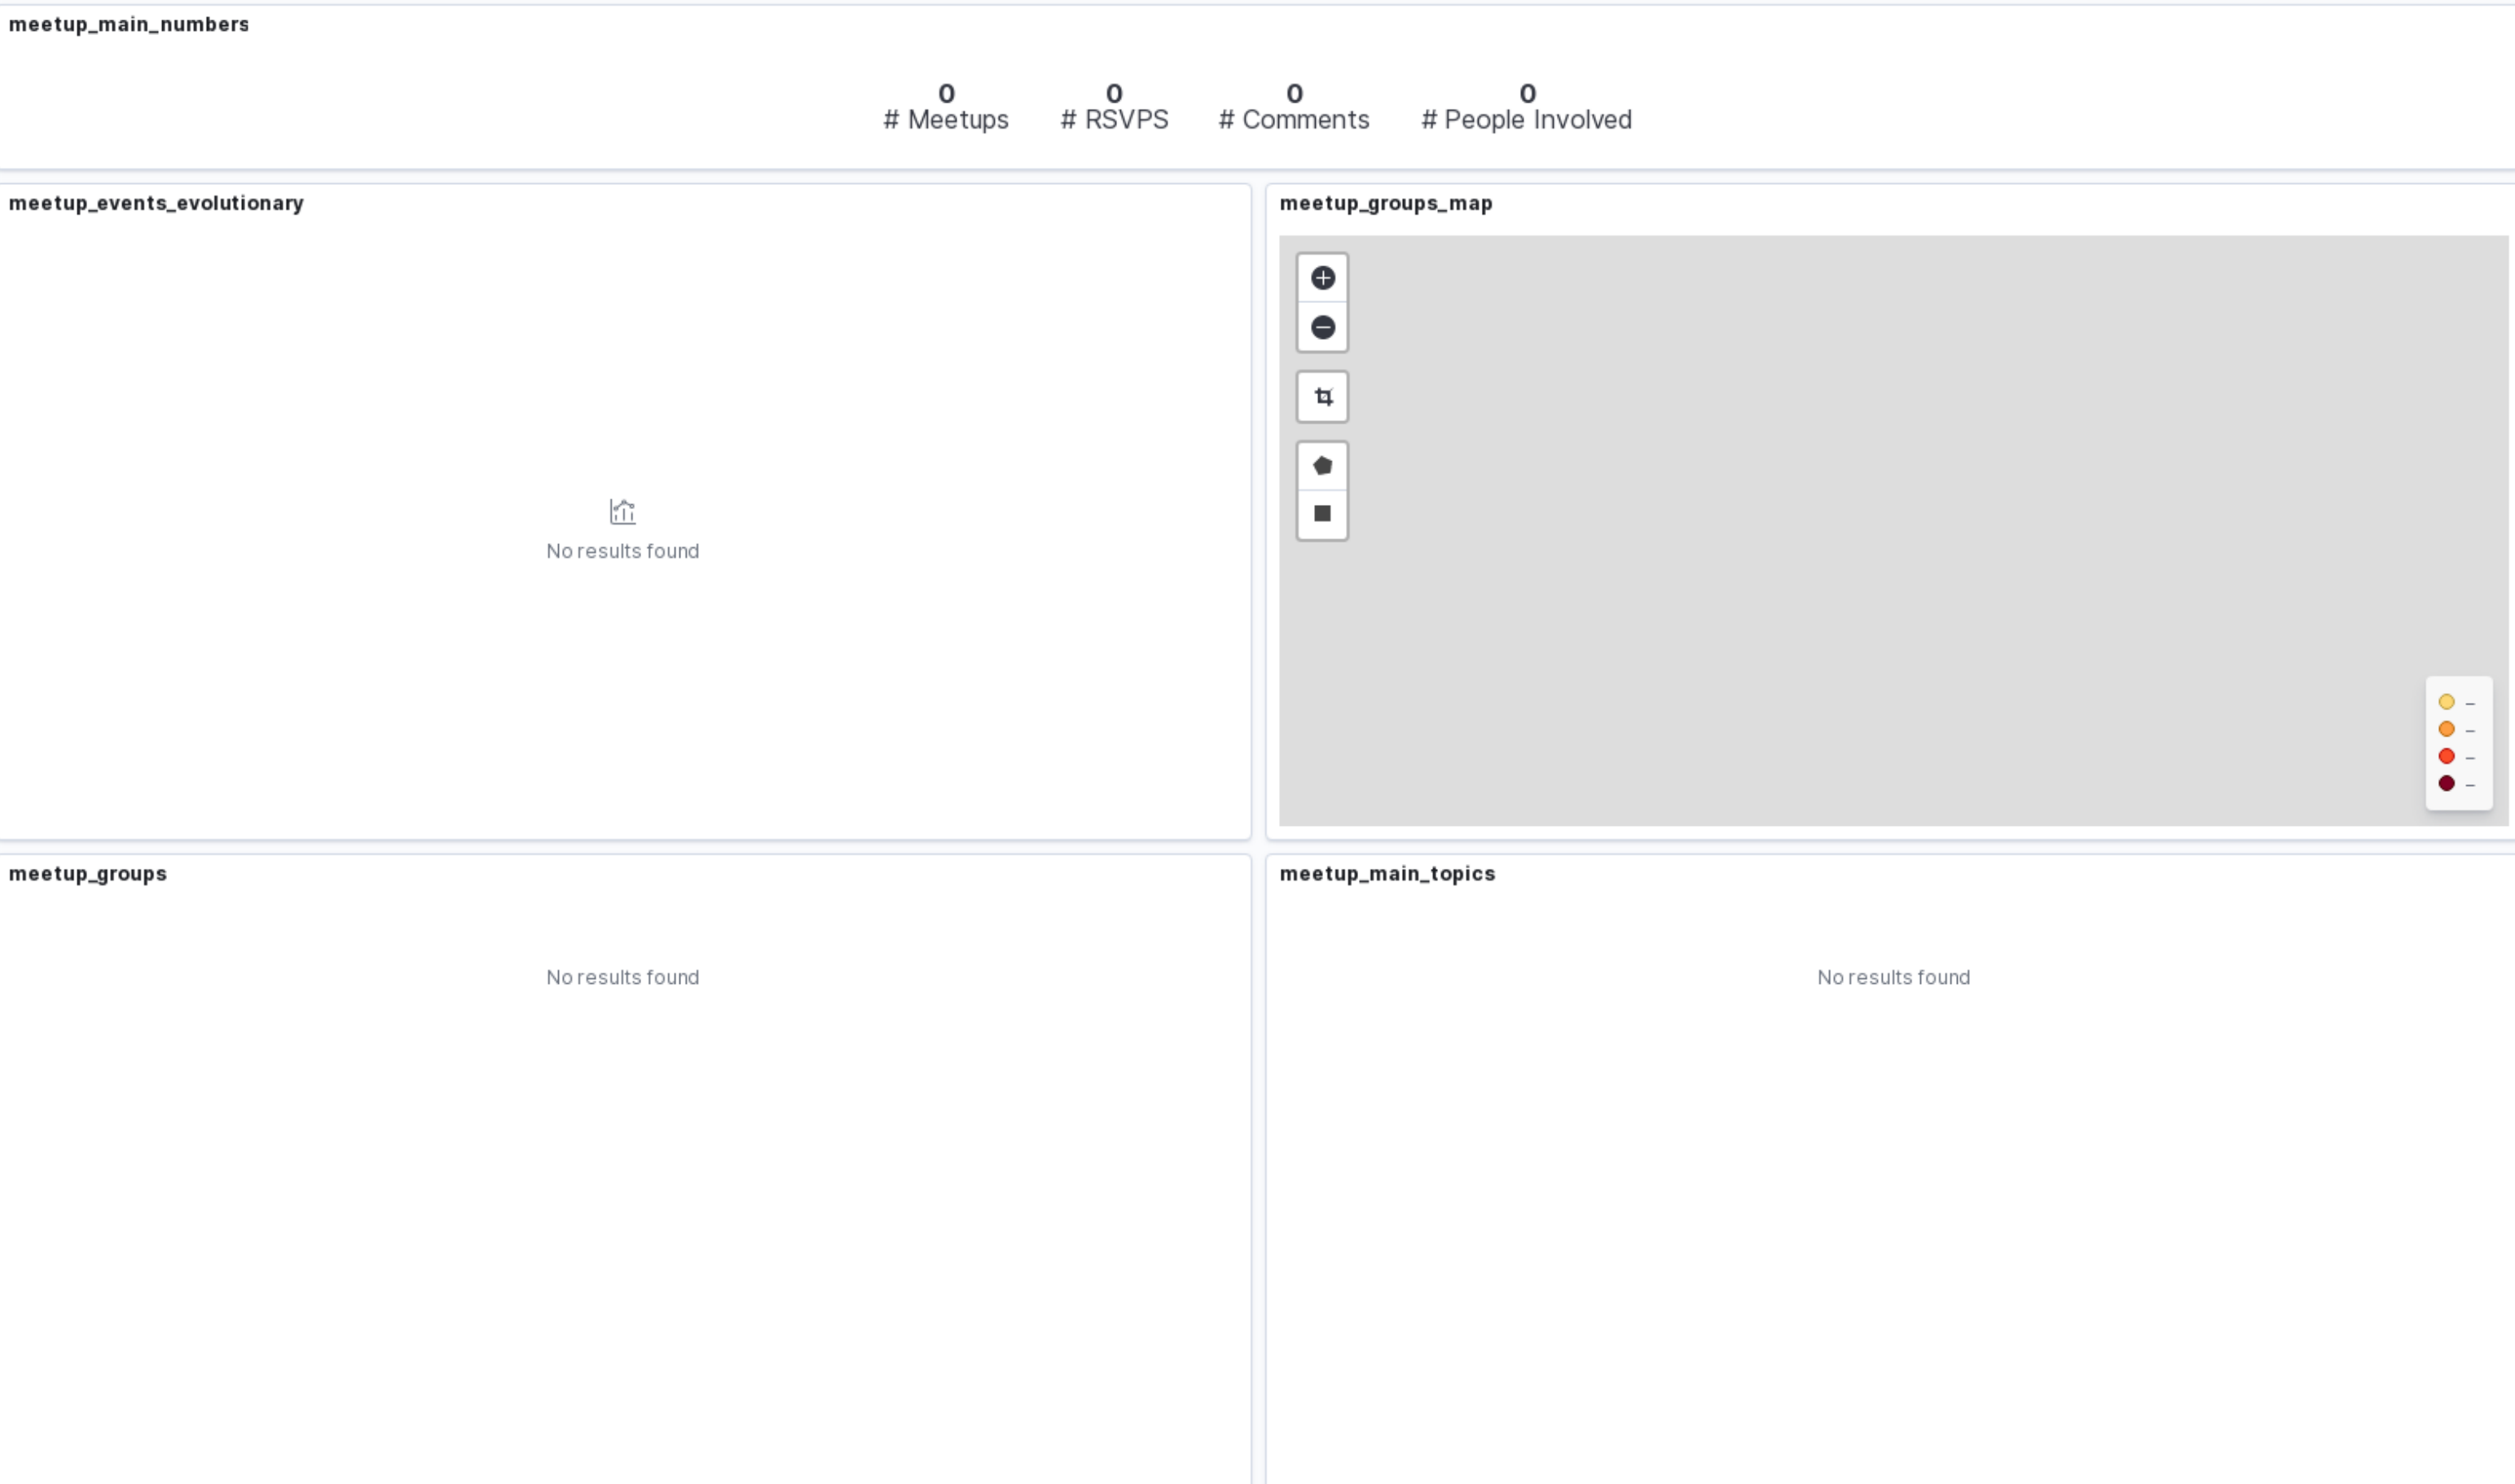 meetup_main_numbers
0 0 0 0
# Meetups # RSVPS # Comments # People Involved
meetup_events_evolutionary
No results found
meetup_groups_map
–
–
–
–
meetup_groups
No results found
meetup_main_topics
No results found